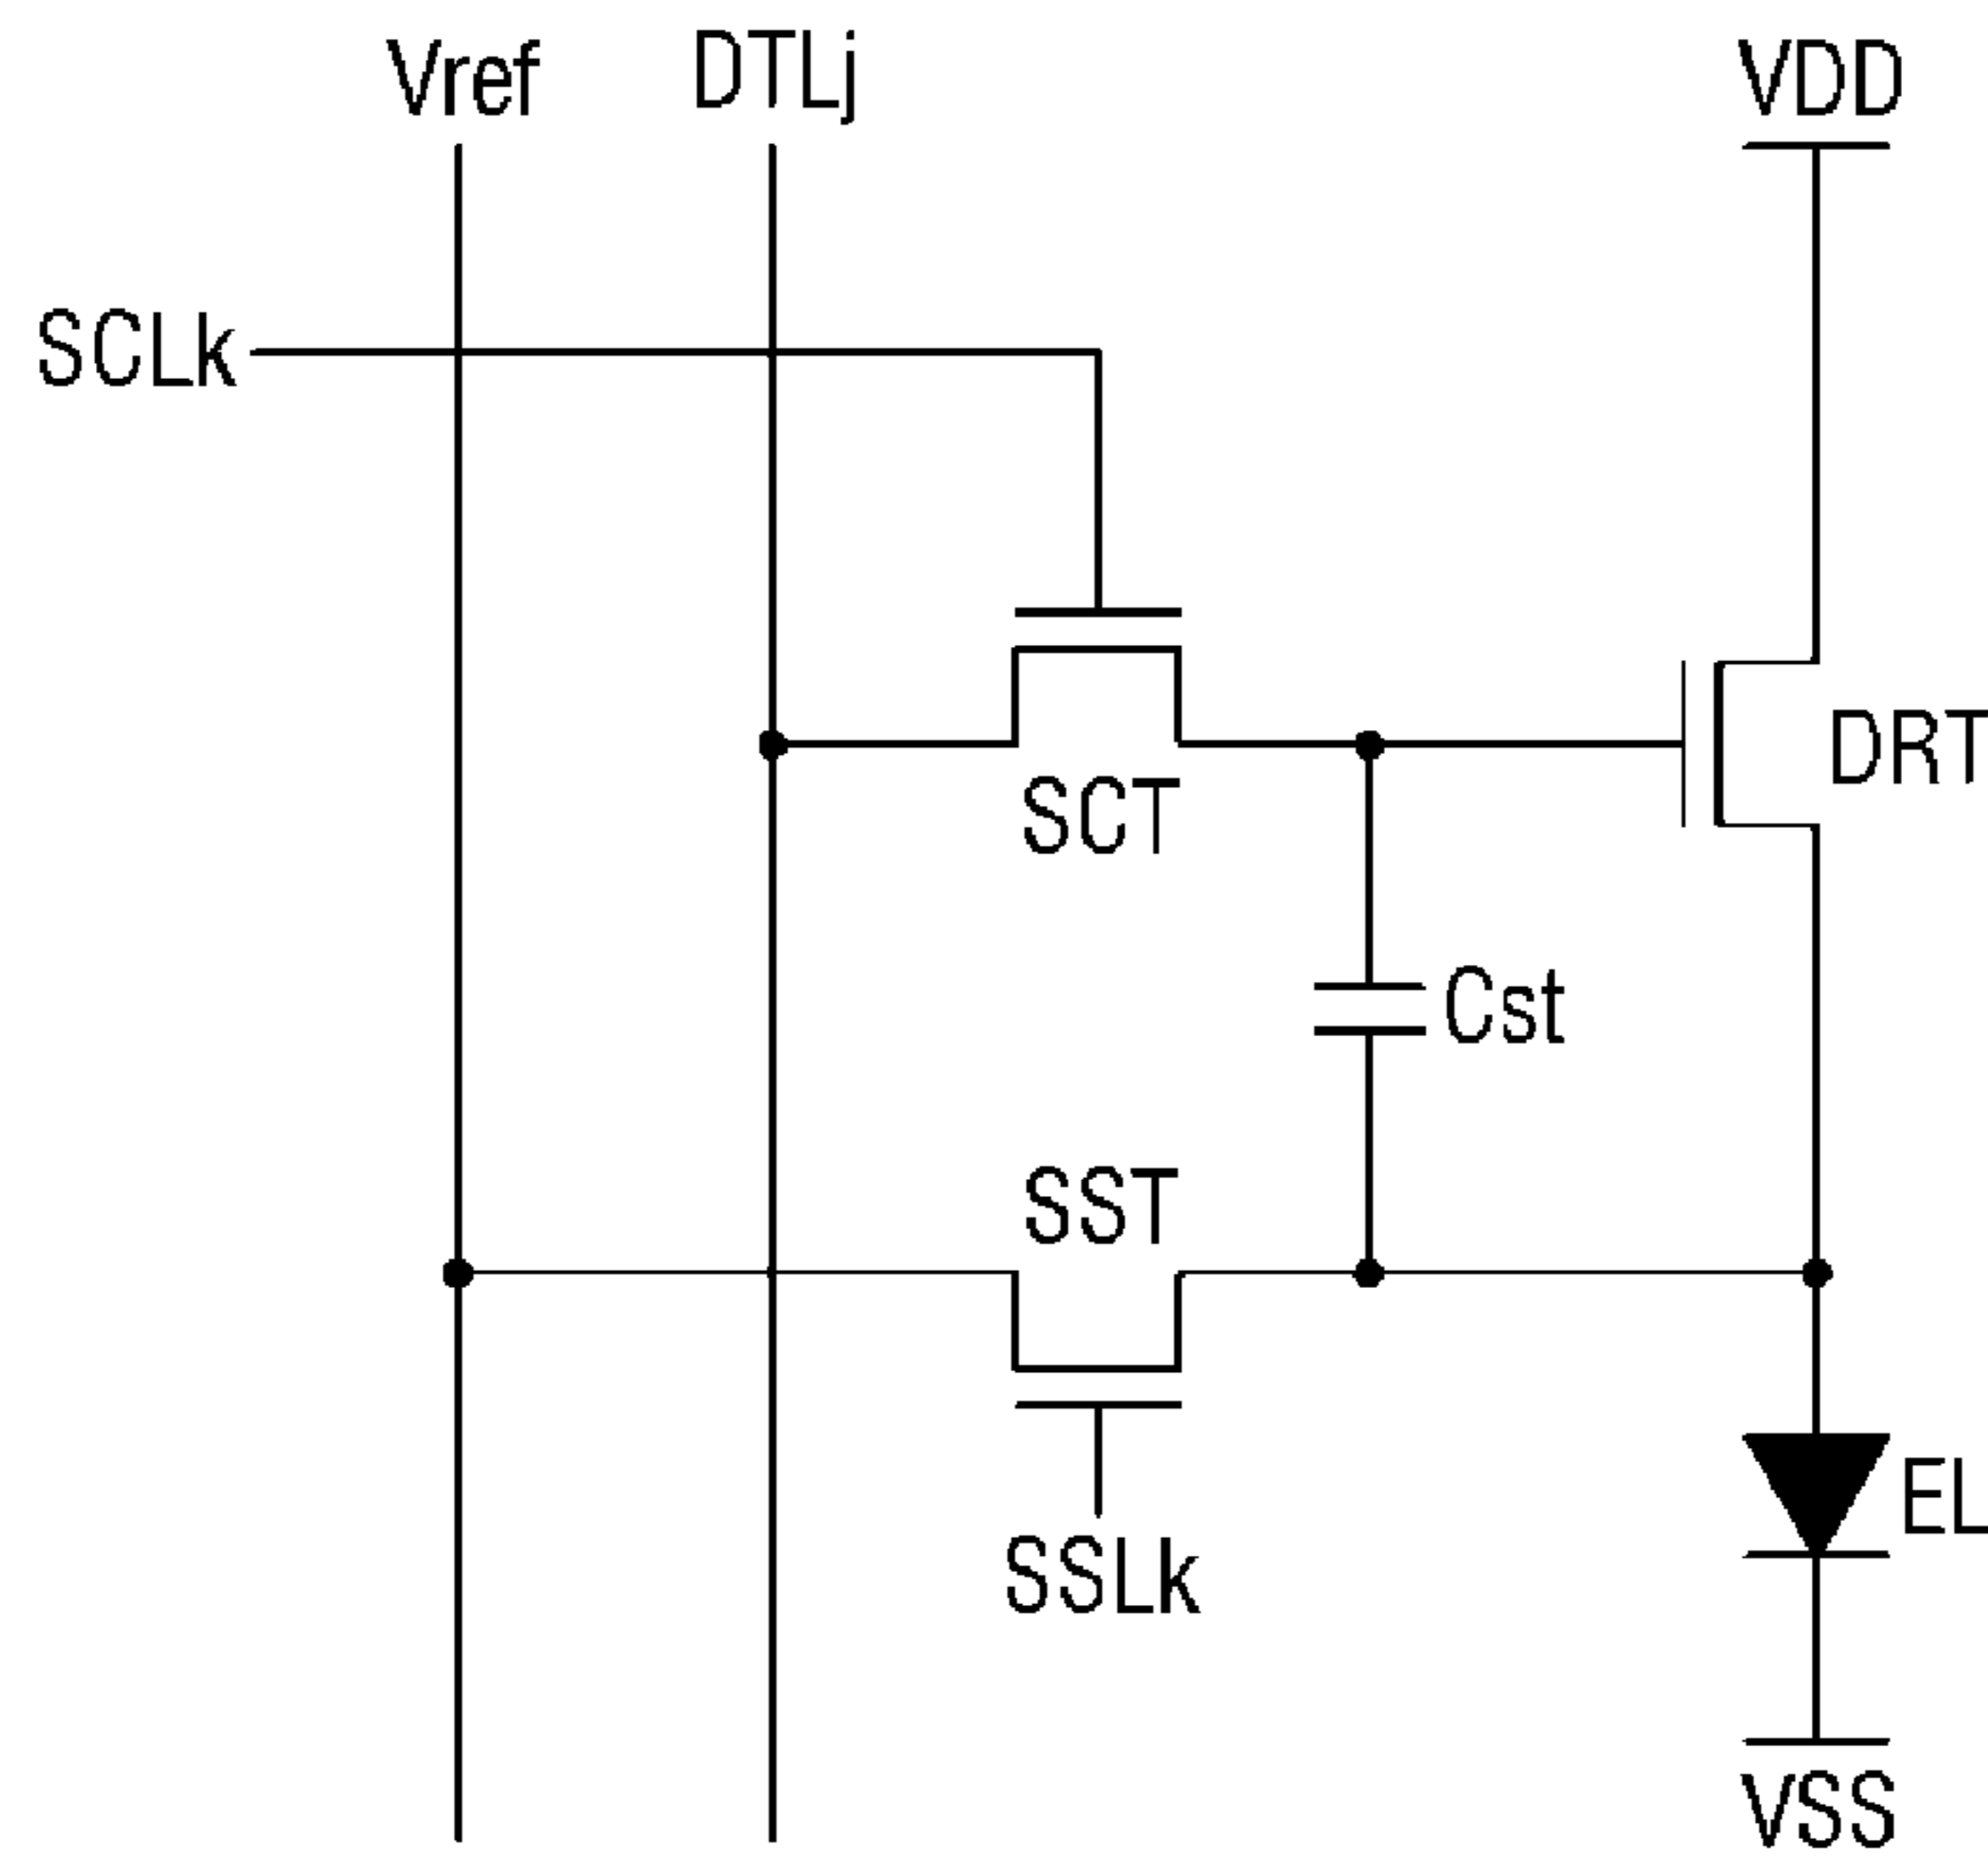 Vref
DTLj
VDD
SCLk
DRT
SCT
Cst
SST
EL
SSLk
VSS